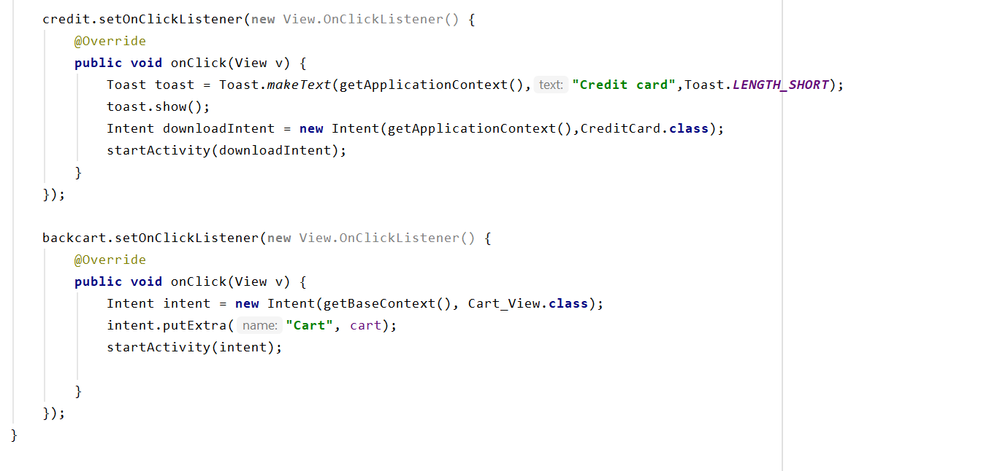 credit.setOnClickListener(new View.OnClickListener() {
@Override
public void onClick(View v) {
Toast toast = Toast.makeText(getApplicationContext(), text: "Credit card",Toast.LENGTH_SHORT);
toast.show();
Intent downloadIntent = new Intent(getApplicationContext(),CreditCard.class);
startActivity(downloadIntent);
}
});
backcart.setOnClickListener(new View.OnClickListener() {
@Override
public void onClick(View v) {
Intent intent = new Intent(getBaseContext(), Cart_View.class);
intent.putExtra( name: "Cart", cart);
startActivity(intent);
}
});
}